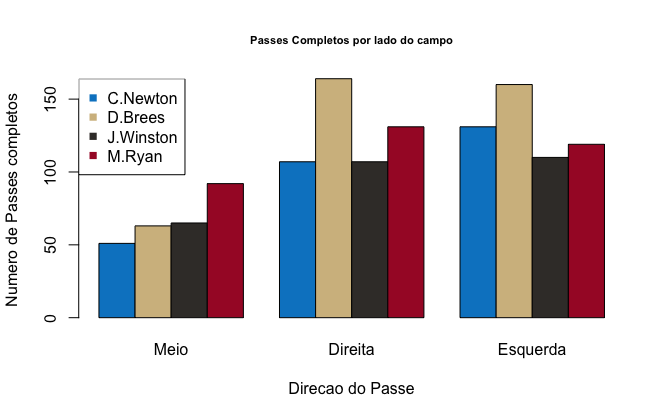 Passes Completos por lado do campo
Numero de Passes completos
150
100
50
0
C.Newton
D.Brees
J.Winston
M.Ryan
Meio Direita Esquerda
Direcao do Passe